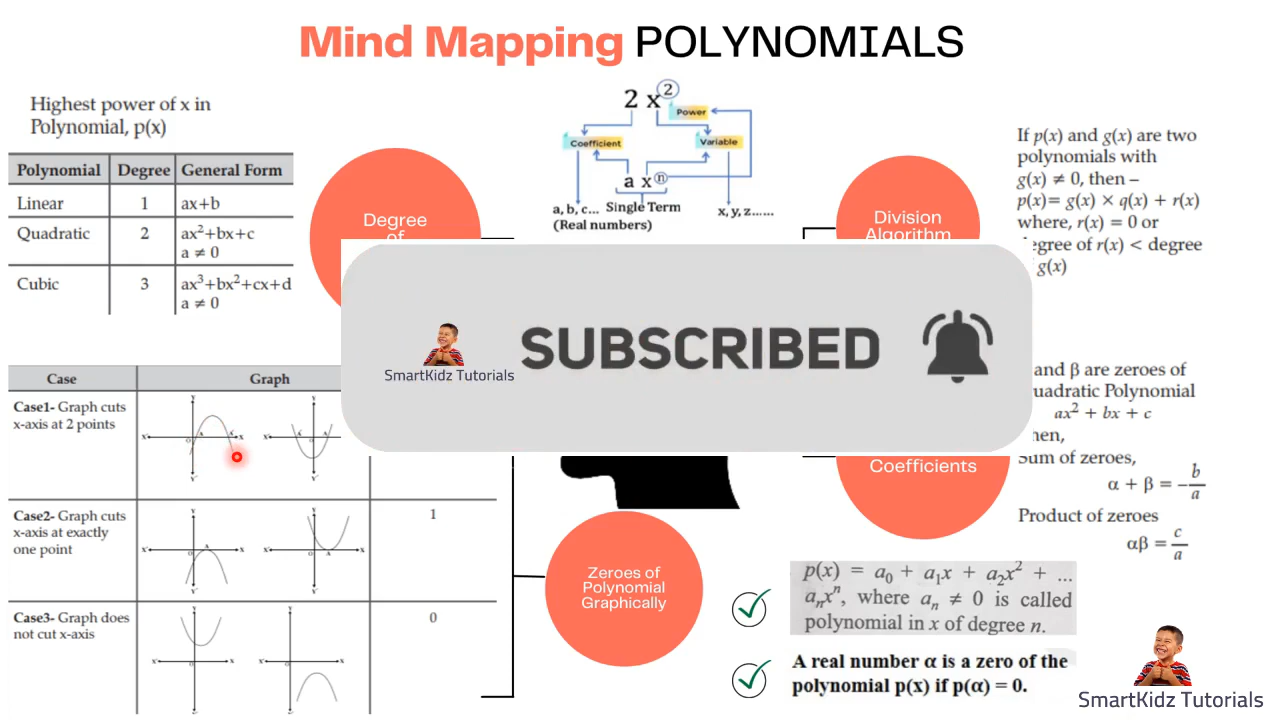 Mind Mapping POLYNOMIALS
Highest power of x in
Polynomial, p(x)
Polynomial Degree General Form
Linear 1 ax+b
Quadratic 2 ax²+bx+c
a ≠ 0
Cubic 3 ax³+bx²+cx+d
a ≠ 0
Degree
of
2 x²
Power
Coefficient
Variable
a xⁿ
a, b, c... Single Term x, y, z......
(Real numbers)
Division
Algorithm
If p(x) and g(x) are two
polynomials with
g(x) ≠ 0, then –
p(x)= g(x) × q(x) + r(x)
where, r(x) = 0 or
degree of r(x) < degree
g(x)
SUBSCRIBED
SmartKidz Tutorials
Case Graph
Case1- Graph cuts
x-axis at 2 points
Case2- Graph cuts
x-axis at exactly
one point
1
Case3- Graph does
not cut x-axis
0
Zeroes of
Polynomial
Graphically
Coefficients
and β are zeroes of
Quadratic Polynomial
ax² + bx + c
Then,
Sum of zeroes,
α + β = -b/a
Product of zeroes
αβ = c/a
p(x) = a₀ + a₁x + a₂x² + ...
aₙxⁿ, where aₙ ≠ 0 is called
polynomial in x of degree n.
A real number α is a zero of the
polynomial p(x) if p(α) = 0.
SmartKidz Tutorials